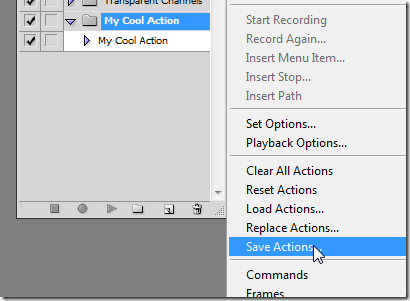 Transparent Channels
My Cool Action
My Cool Action
Start Recording
Record Again...
Insert Menu Item...
Insert Stop...
Insert Path
Set Options...
Playback Options...
Clear All Actions
Reset Actions
Load Actions...
Replace Actions...
Save Actions...
Commands
Frames